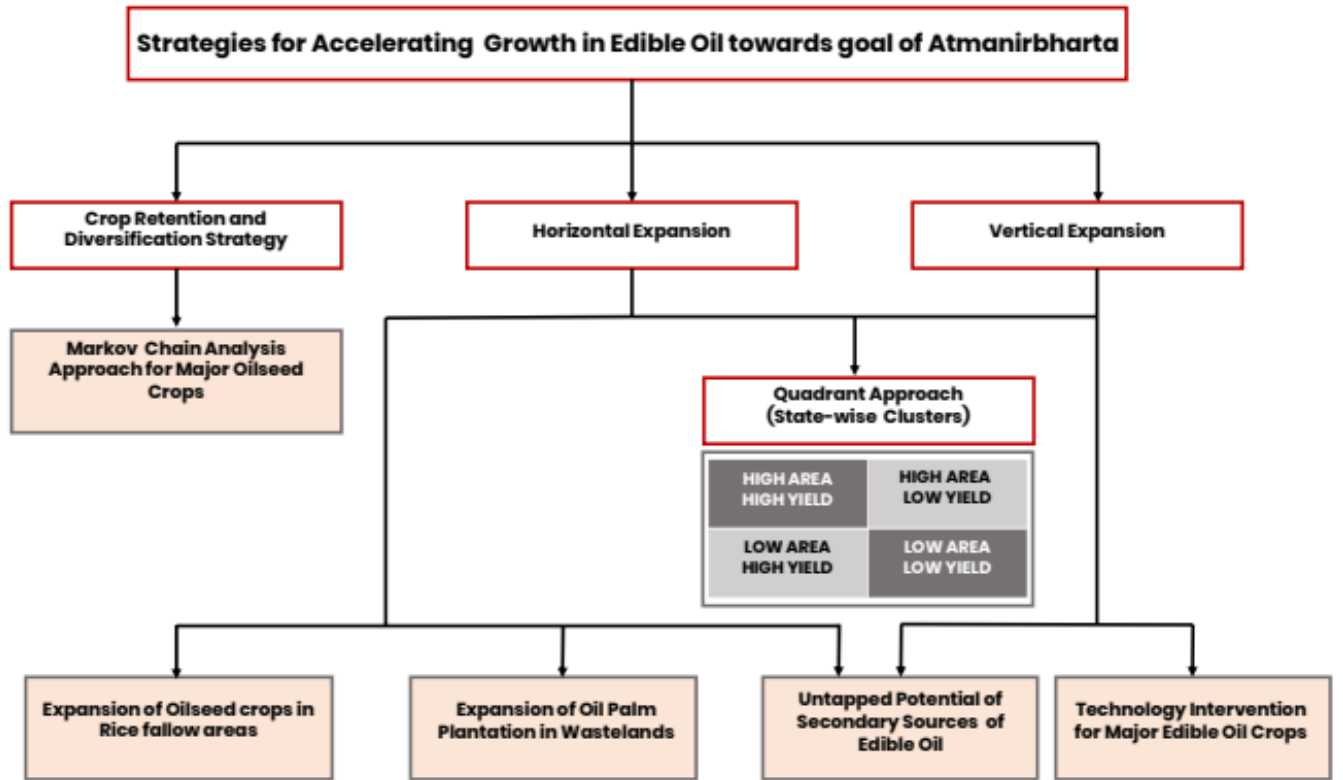 Strategies for Accelerating Growth in Edible Oil towards goal of Atmanirbharta
Crop Retention and
Diversification Strategy
Horizontal Expansion
Vertical Expansion
Markov Chain Analysis
Approach for Major Oilseed
Crops
Quadrant Approach
(State-wise Clusters)
HIGH AREA
HIGH YIELD
HIGH AREA
LOW YIELD
LOW AREA
HIGH YIELD
LOW AREA
LOW YIELD
Expansion of Oilseed crops in
Rice fallow areas
Expansion of Oil Palm
Plantation in Wastelands
Untapped Potential of
Secondary Sources of
Edible Oil
Technology Intervention
for Major Edible Oil Crops